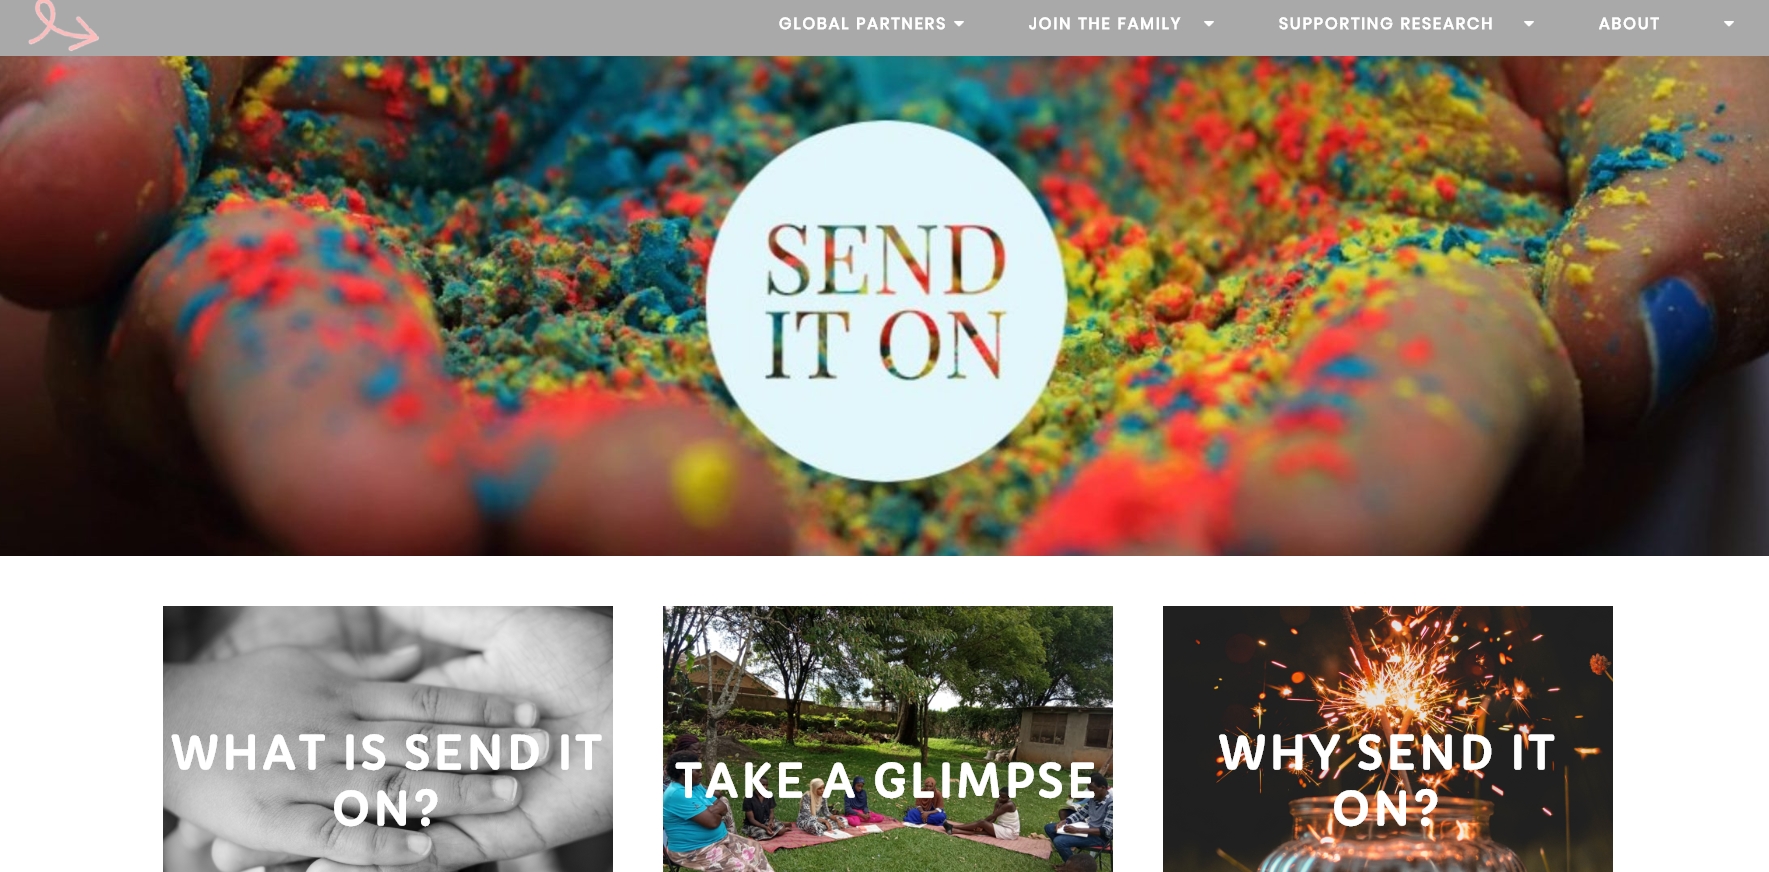 GLOBAL PARTNERS
JOIN THE FAMILY
SUPPORTING RESEARCH
ABOUT
SEND
IT ON
WHAT IS SEND IT
ON?
TAKE A GLIMPSE
WHY SEND IT
ON?